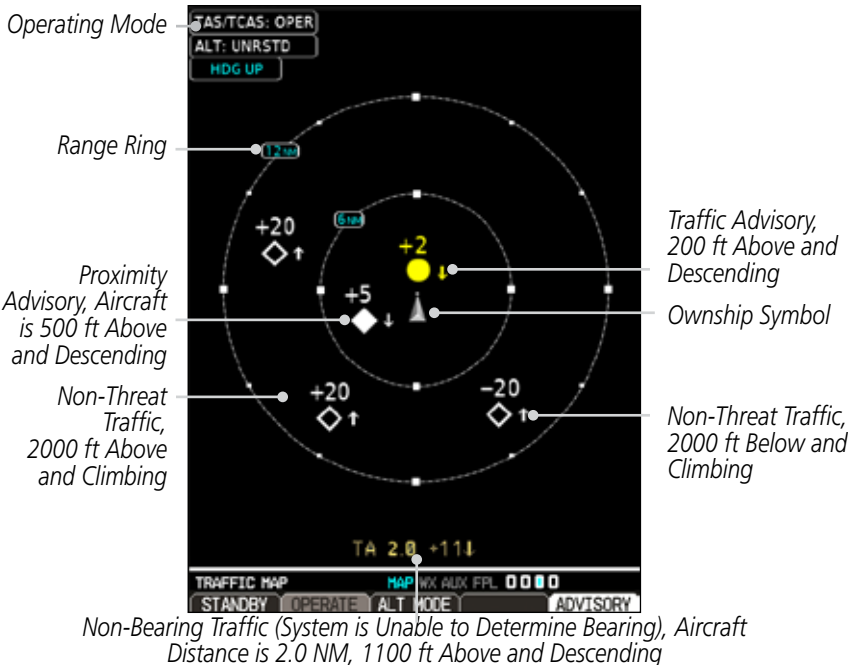 Operating Mode
TAS/TCAS: OPER
ALT: UNRSTD
HDG UP
Range Ring
12NM
6NM
+20
+2
Traffic Advisory,
200 ft Above and
Descending
Proximity
Advisory, Aircraft
is 500 ft Above
and Descending
+5
Ownship Symbol
Non-Threat
Traffic,
2000 ft Above
and Climbing
+20
-20
Non-Threat Traffic,
2000 ft Below and
Climbing
TA 2.0 +11↓
TRAFFIC MAP MAP WX AUX FPL
STANDBY OPERATE ALT MODE ADVISORY
Non-Bearing Traffic (System is Unable to Determine Bearing), Aircraft
Distance is 2.0 NM, 1100 ft Above and Descending